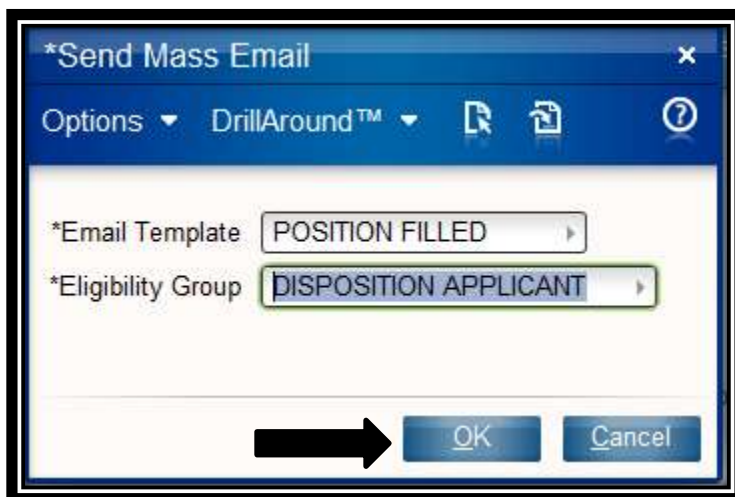 *Send Mass Email
Options DrillAround™
*Email Template POSITION FILLED
*Eligibility Group DISPOSITION APPLICANT
OK Cancel